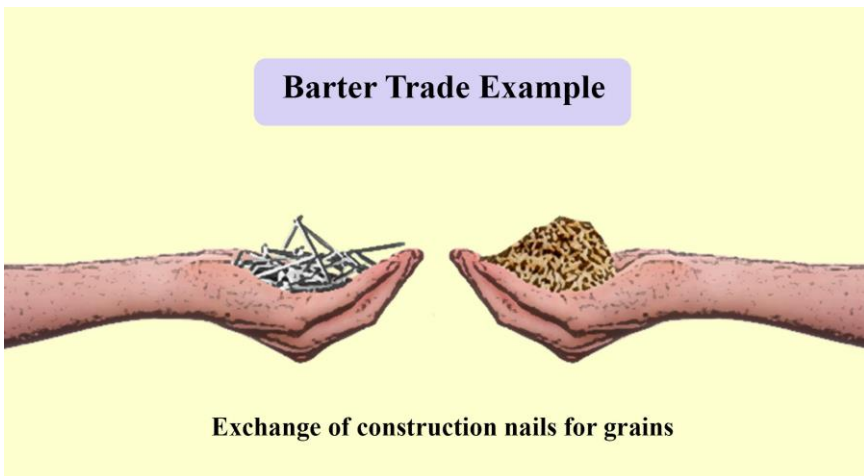 Barter Trade Example
Exchange of construction nails for grains